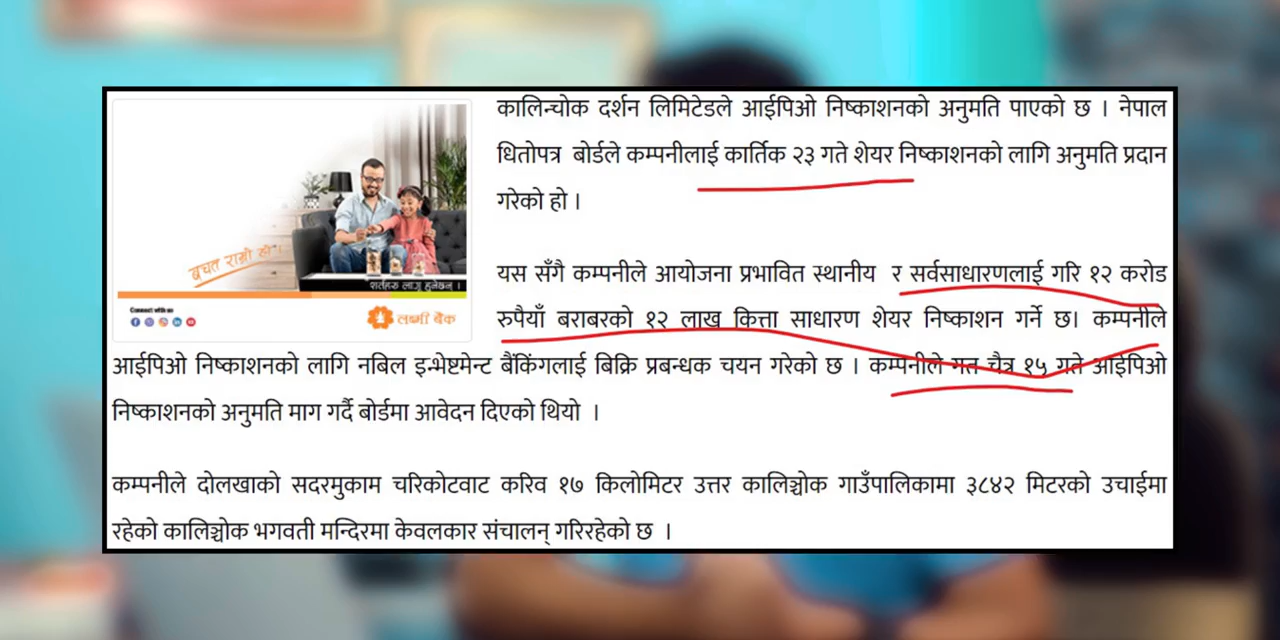 कालिन्चोक दर्शन लिमिटेडले आईपिओ निष्काशनको अनुमति पाएको छ । नेपाल
धितोपत्र बोर्डले कम्पनीलाई कार्तिक २३ गते शेयर निष्काशनको लागि अनुमति प्रदान
गरेको हो ।
यस सँगै कम्पनीले आयोजना प्रभावित स्थानीय र सर्वसाधारणलाई गरि १२ करोड
रुपैयाँ बराबरको १२ लाख कित्ता साधारण शेयर निष्काशन गर्ने छ। कम्पनीले
आईपिओ निष्काशनको लागि नबिल इन्भेष्टमेन्ट बैंकिंगलाई बिक्रि प्रबन्धक चयन गरेको छ । कम्पनीले गत चैत्र १५ गते आईपिओ
निष्काशनको अनुमति माग गर्दै बोर्डमा आवेदन दिएको थियो ।
कम्पनीले दोलखाको सदरमुकाम चरिकोटवाट करिव १७ किलोमिटर उत्तर कालिञ्चोक गाउँपालिकामा ३८४२ मिटरको उचाईमा
रहेको कालिञ्चोक भगवती मन्दिरमा केवलकार संचालन् गरिरहेको छ ।
बचत राम्रो हो ।
शर्तहरु लागु हुनेछन् ।
Connect with us
लक्ष्मी बैंक